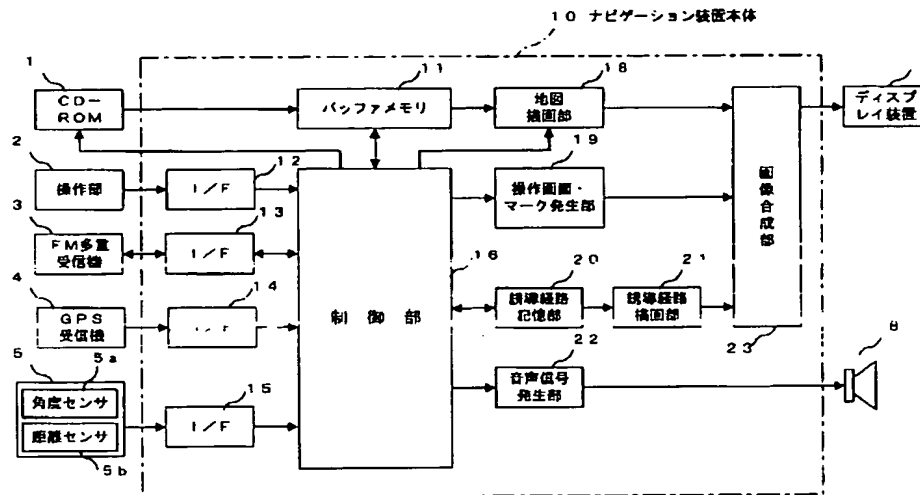 10 ナビゲーション装置本体
1
CD-
ROM
11
バッファメモリ
18
地図
描画部
ディスプ
レイ装置
2
操作部
12
I/F
19
操作画面・
マーク発生部
画像合成部
3
FM多重
受信機
13
I/F
16
制御部
20
誘導経路
記憶部
21
誘導経路
描画部
23
4
GPS
受信機
14
5
5a
角度センサ
距離センサ
5b
15
I/F
22
音声信号
発生部
8